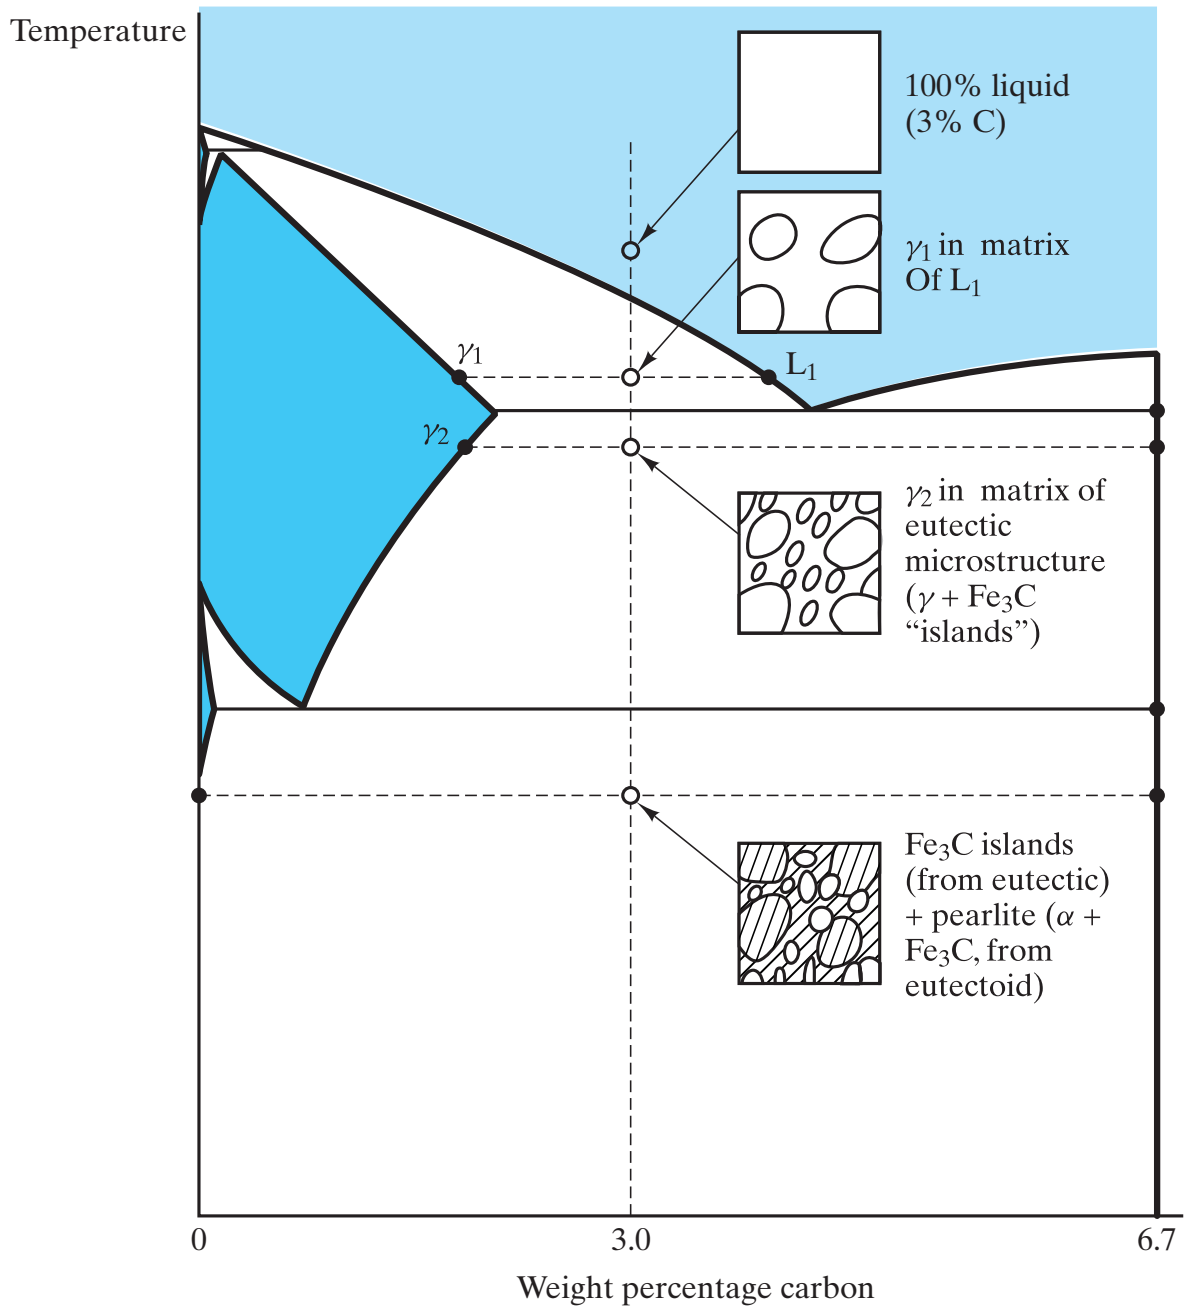 Temperature
100% liquid
(3% C)
γ₁ in matrix
Of L₁
γ₁
L₁
γ₂
γ₂ in matrix of
eutectic
microstructure
(γ + Fe₃C
“islands”)
Fe₃C islands
(from eutectic)
+ pearlite (α +
Fe₃C, from
eutectoid)
0
3.0
6.7
Weight percentage carbon